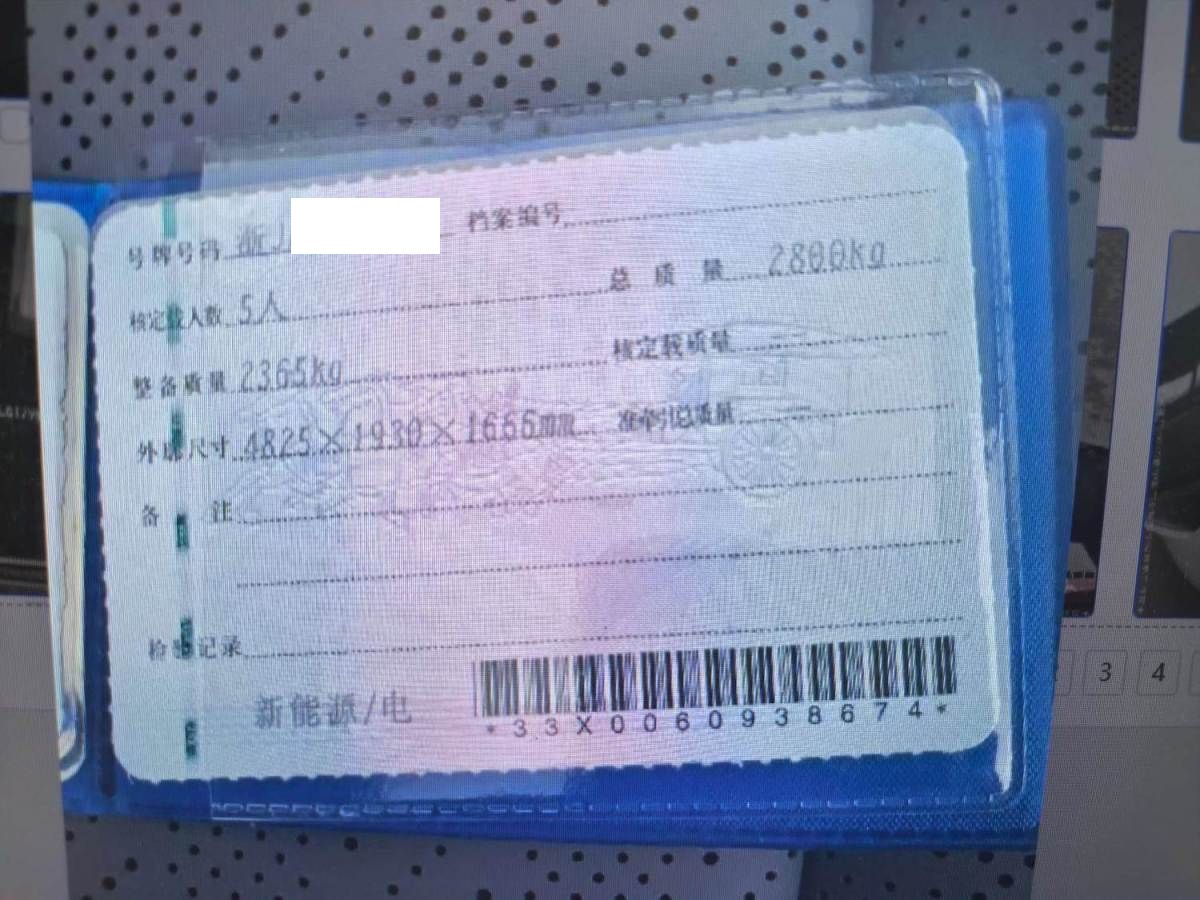 号牌号码 浙 档案编号
核定载人数 5人 总质量 2800kg
整备质量 2365kg 核定载质量 --
外廓尺寸 4825×1930×1666mm 准牵引总质量 --
备注
检验记录
新能源/电
*33X0060938674*
3 4